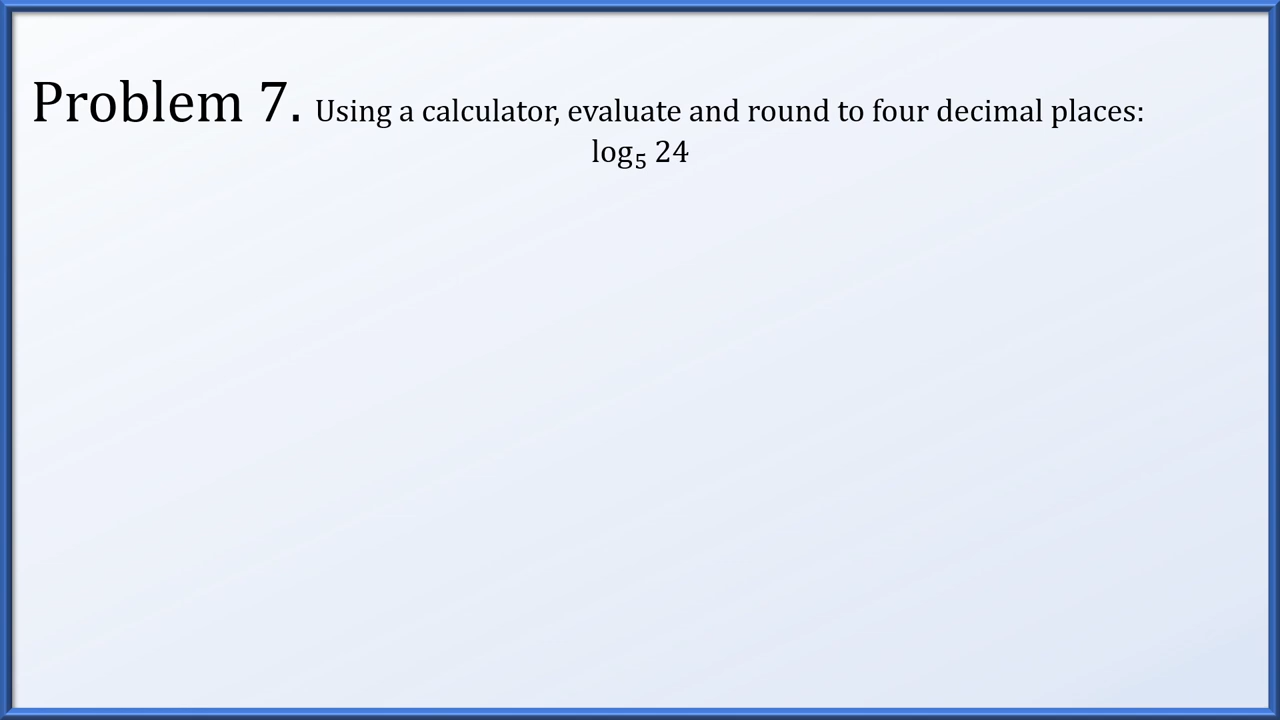 Problem 7. Using a calculator, evaluate and round to four decimal places:
log₅ 24